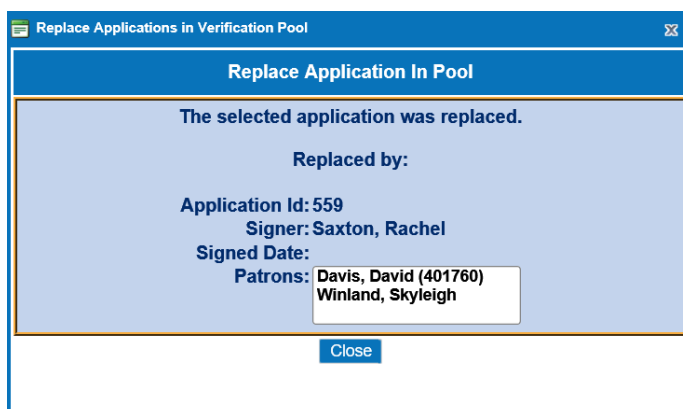 Replace Applications in Verification Pool
Replace Application In Pool
The selected application was replaced.
Replaced by:
Application Id: 559
Signer: Saxton, Rachel
Signed Date:
Patrons: Davis, David (401760)
Winland, Skyleigh
Close